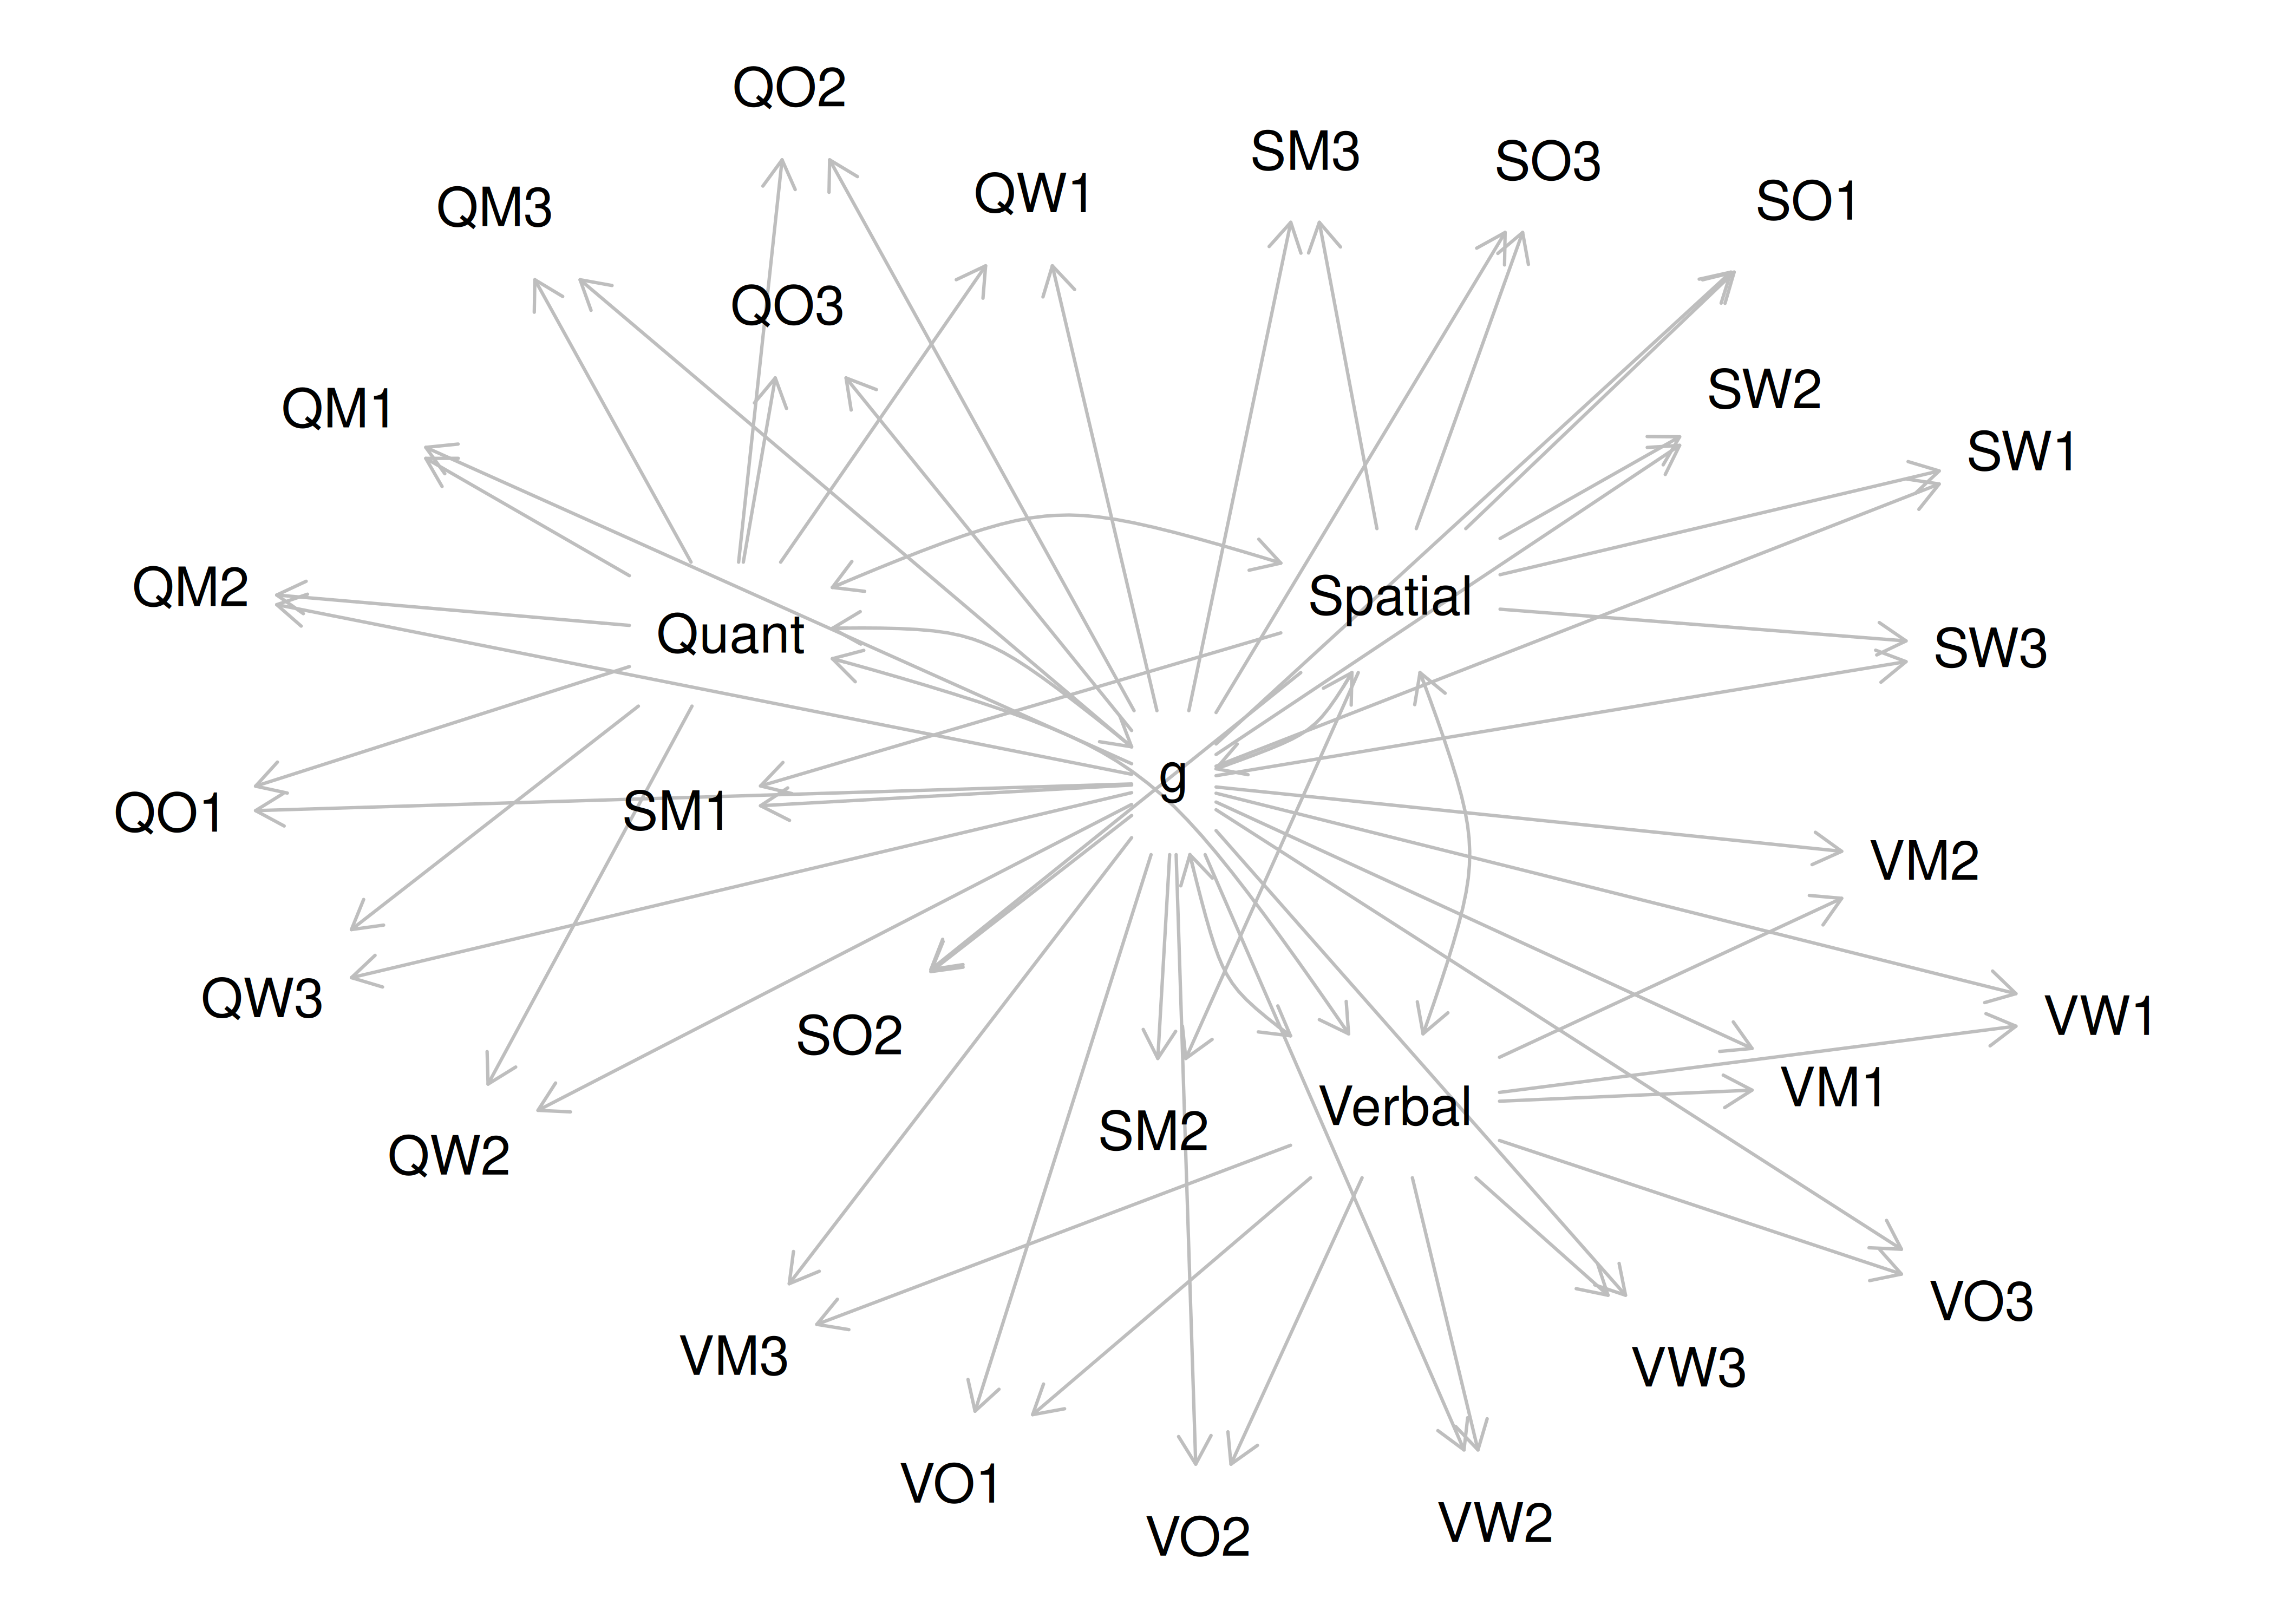 QO2
SM3
SO3
QW1
SO1
QM3
QO3
SW2
QM1
SW1
QM2
Spatial
Quant
SW3
g
SM1
QO1
VM2
QW3
VW1
SO2
VM1
Verbal
SM2
QW2
VO3
VM3
VW3
VO1
VW2
VO2